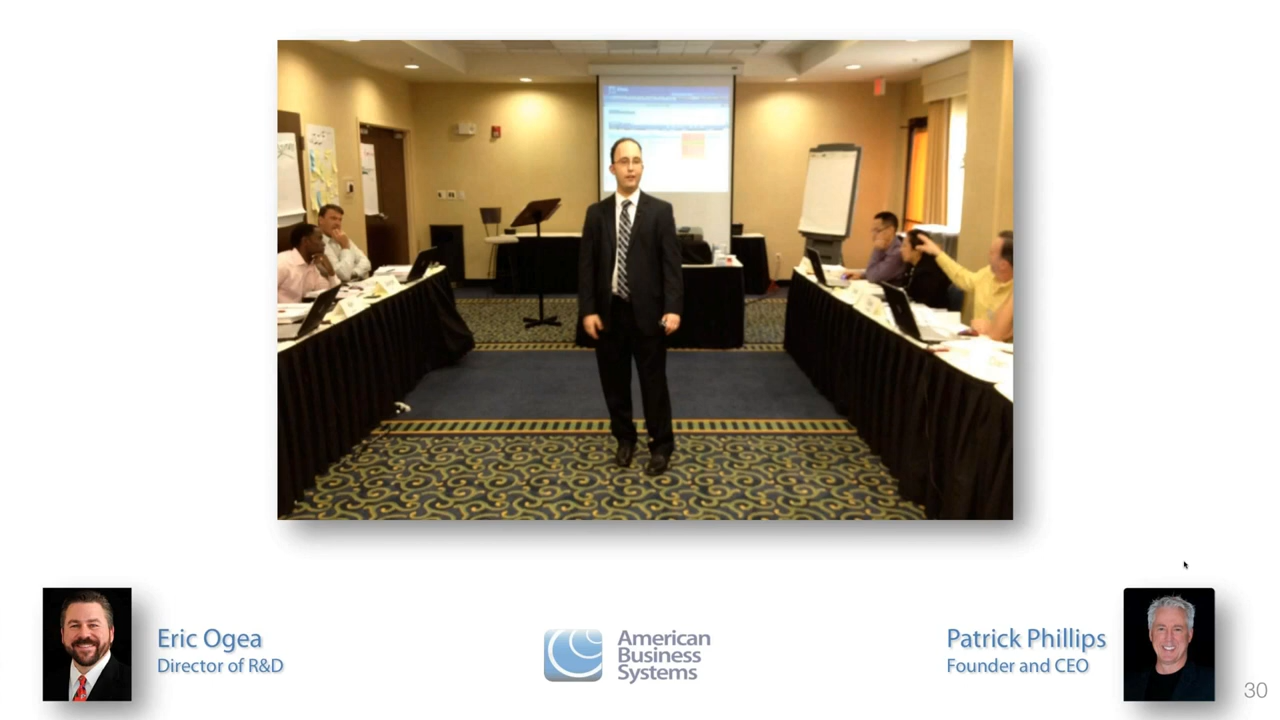 Eric Ogea
Director of R&D
American
Business
Systems
Patrick Phillips
Founder and CEO
30